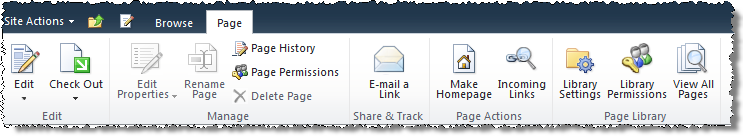 Site Actions
Browse
Page
Edit
Check Out
Edit
Properties
Rename
Page
Page History
Page Permissions
Delete Page
E-mail a
Link
Make
Homepage
Incoming
Links
Library
Settings
Library
Permissions
View All
Pages
Edit
Manage
Share & Track
Page Actions
Page Library